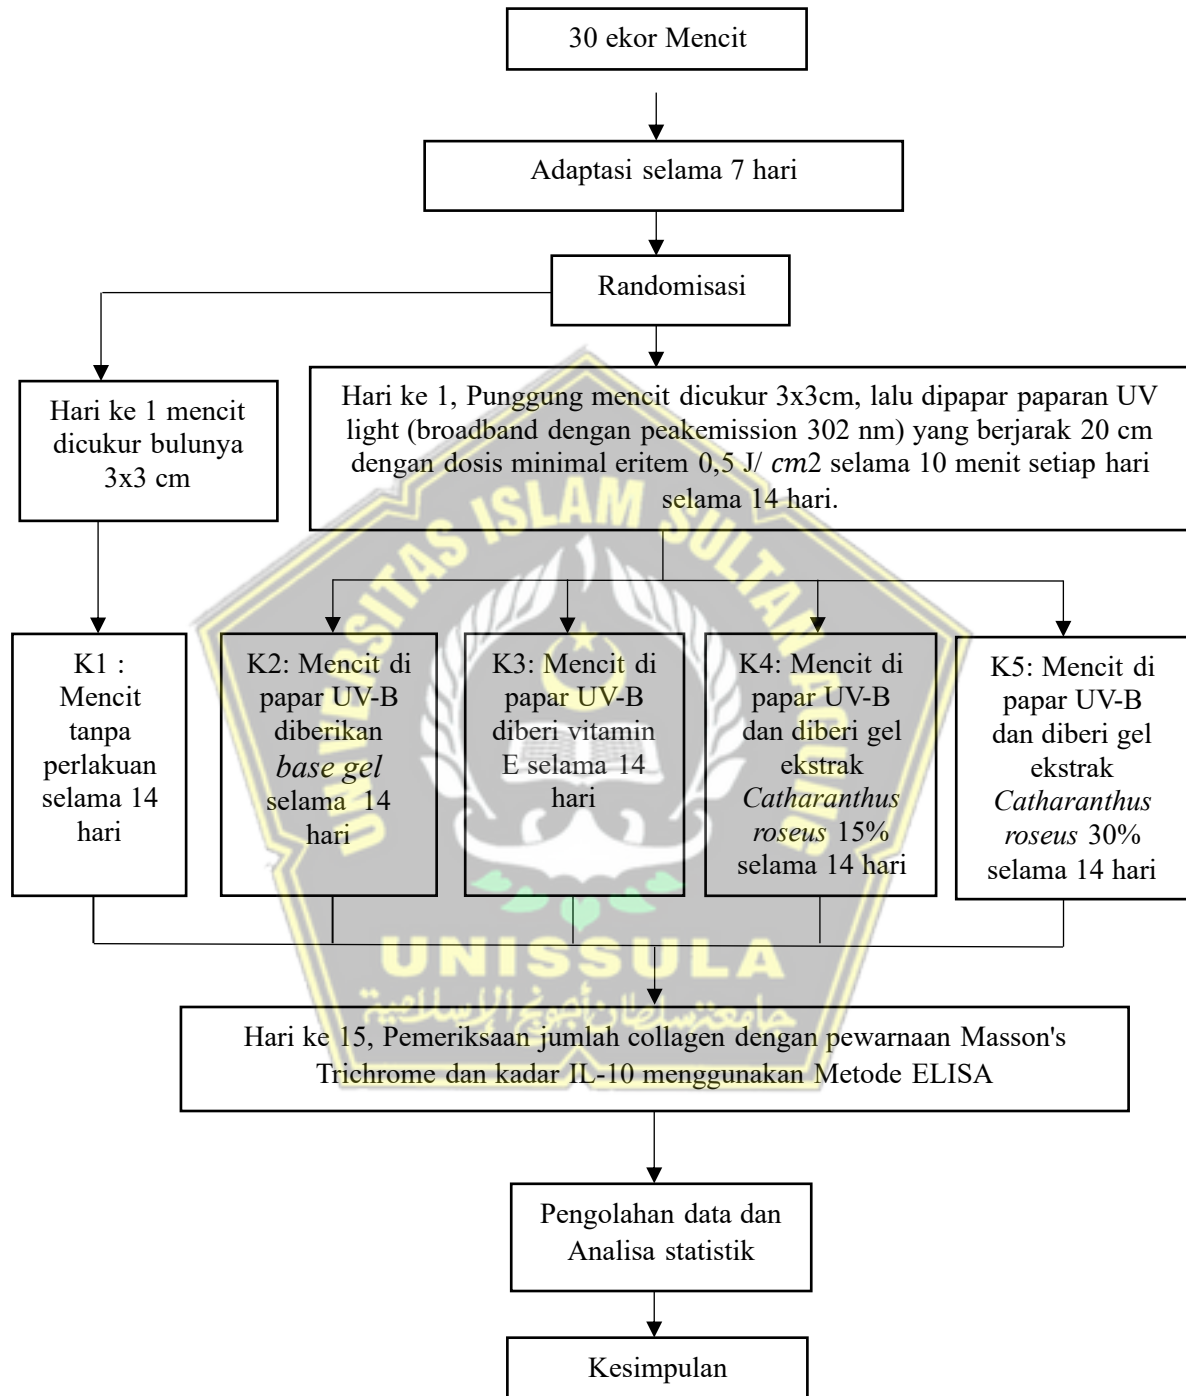 30 ekor Mencit
Adaptasi selama 7 hari
Randomisasi
Hari ke 1 mencit
dicukur bulunya
3x3 cm
Hari ke 1, Punggung mencit dicukur 3x3cm, lalu dipapar paparan UV
light (broadband dengan peakemission 302 nm) yang berjarak 20 cm
dengan dosis minimal eritem 0,5 J/ cm2 selama 10 menit setiap hari
selama 14 hari.
K1 :
Mencit
tanpa
perlakuan
selama 14
hari
K2: Mencit di
papar UV-B
diberikan
base gel
selama 14
hari
K3: Mencit di
papar UV-B
diberi vitamin
E selama 14
hari
K4: Mencit di
papar UV-B
dan diberi gel
ekstrak
Catharanthus
roseus 15%
selama 14 hari
K5: Mencit di
papar UV-B
dan diberi gel
ekstrak
Catharanthus
roseus 30%
selama 14 hari
Hari ke 15, Pemeriksaan jumlah collagen dengan pewarnaan Masson's
Trichrome dan kadar IL-10 menggunakan Metode ELISA
Pengolahan data dan
Analisa statistik
Kesimpulan
UNIVERSITAS ISLAM SULTAN AGUNG
UNISSULA
جامعة سلطان أجونج الإسلامية